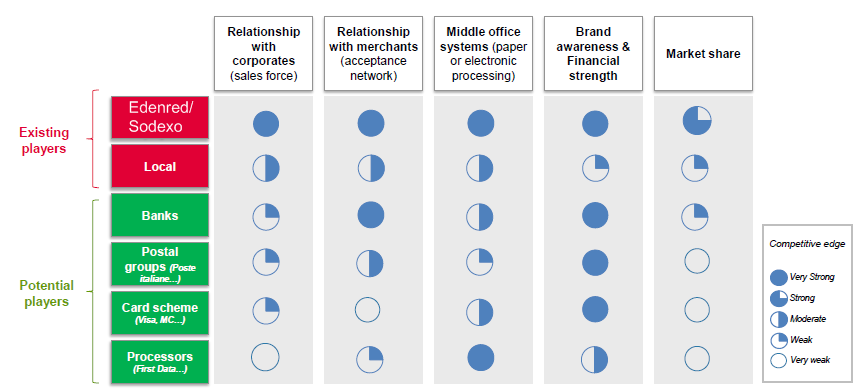 Relationship
with
corporates
(sales force)
Relationship
with merchants
(acceptance
network)
Middle office
systems (paper
or electronic
processing)
Brand
awareness &
Financial
strength
Market share
Existing
players
Edenred/
Sodexo
Local
Potential
players
Banks
Postal
groups (Poste
italiane…)
Card scheme
(Visa, MC…)
Processors
(First Data…)
Competitive edge
Very Strong
Strong
Moderate
Weak
Very weak